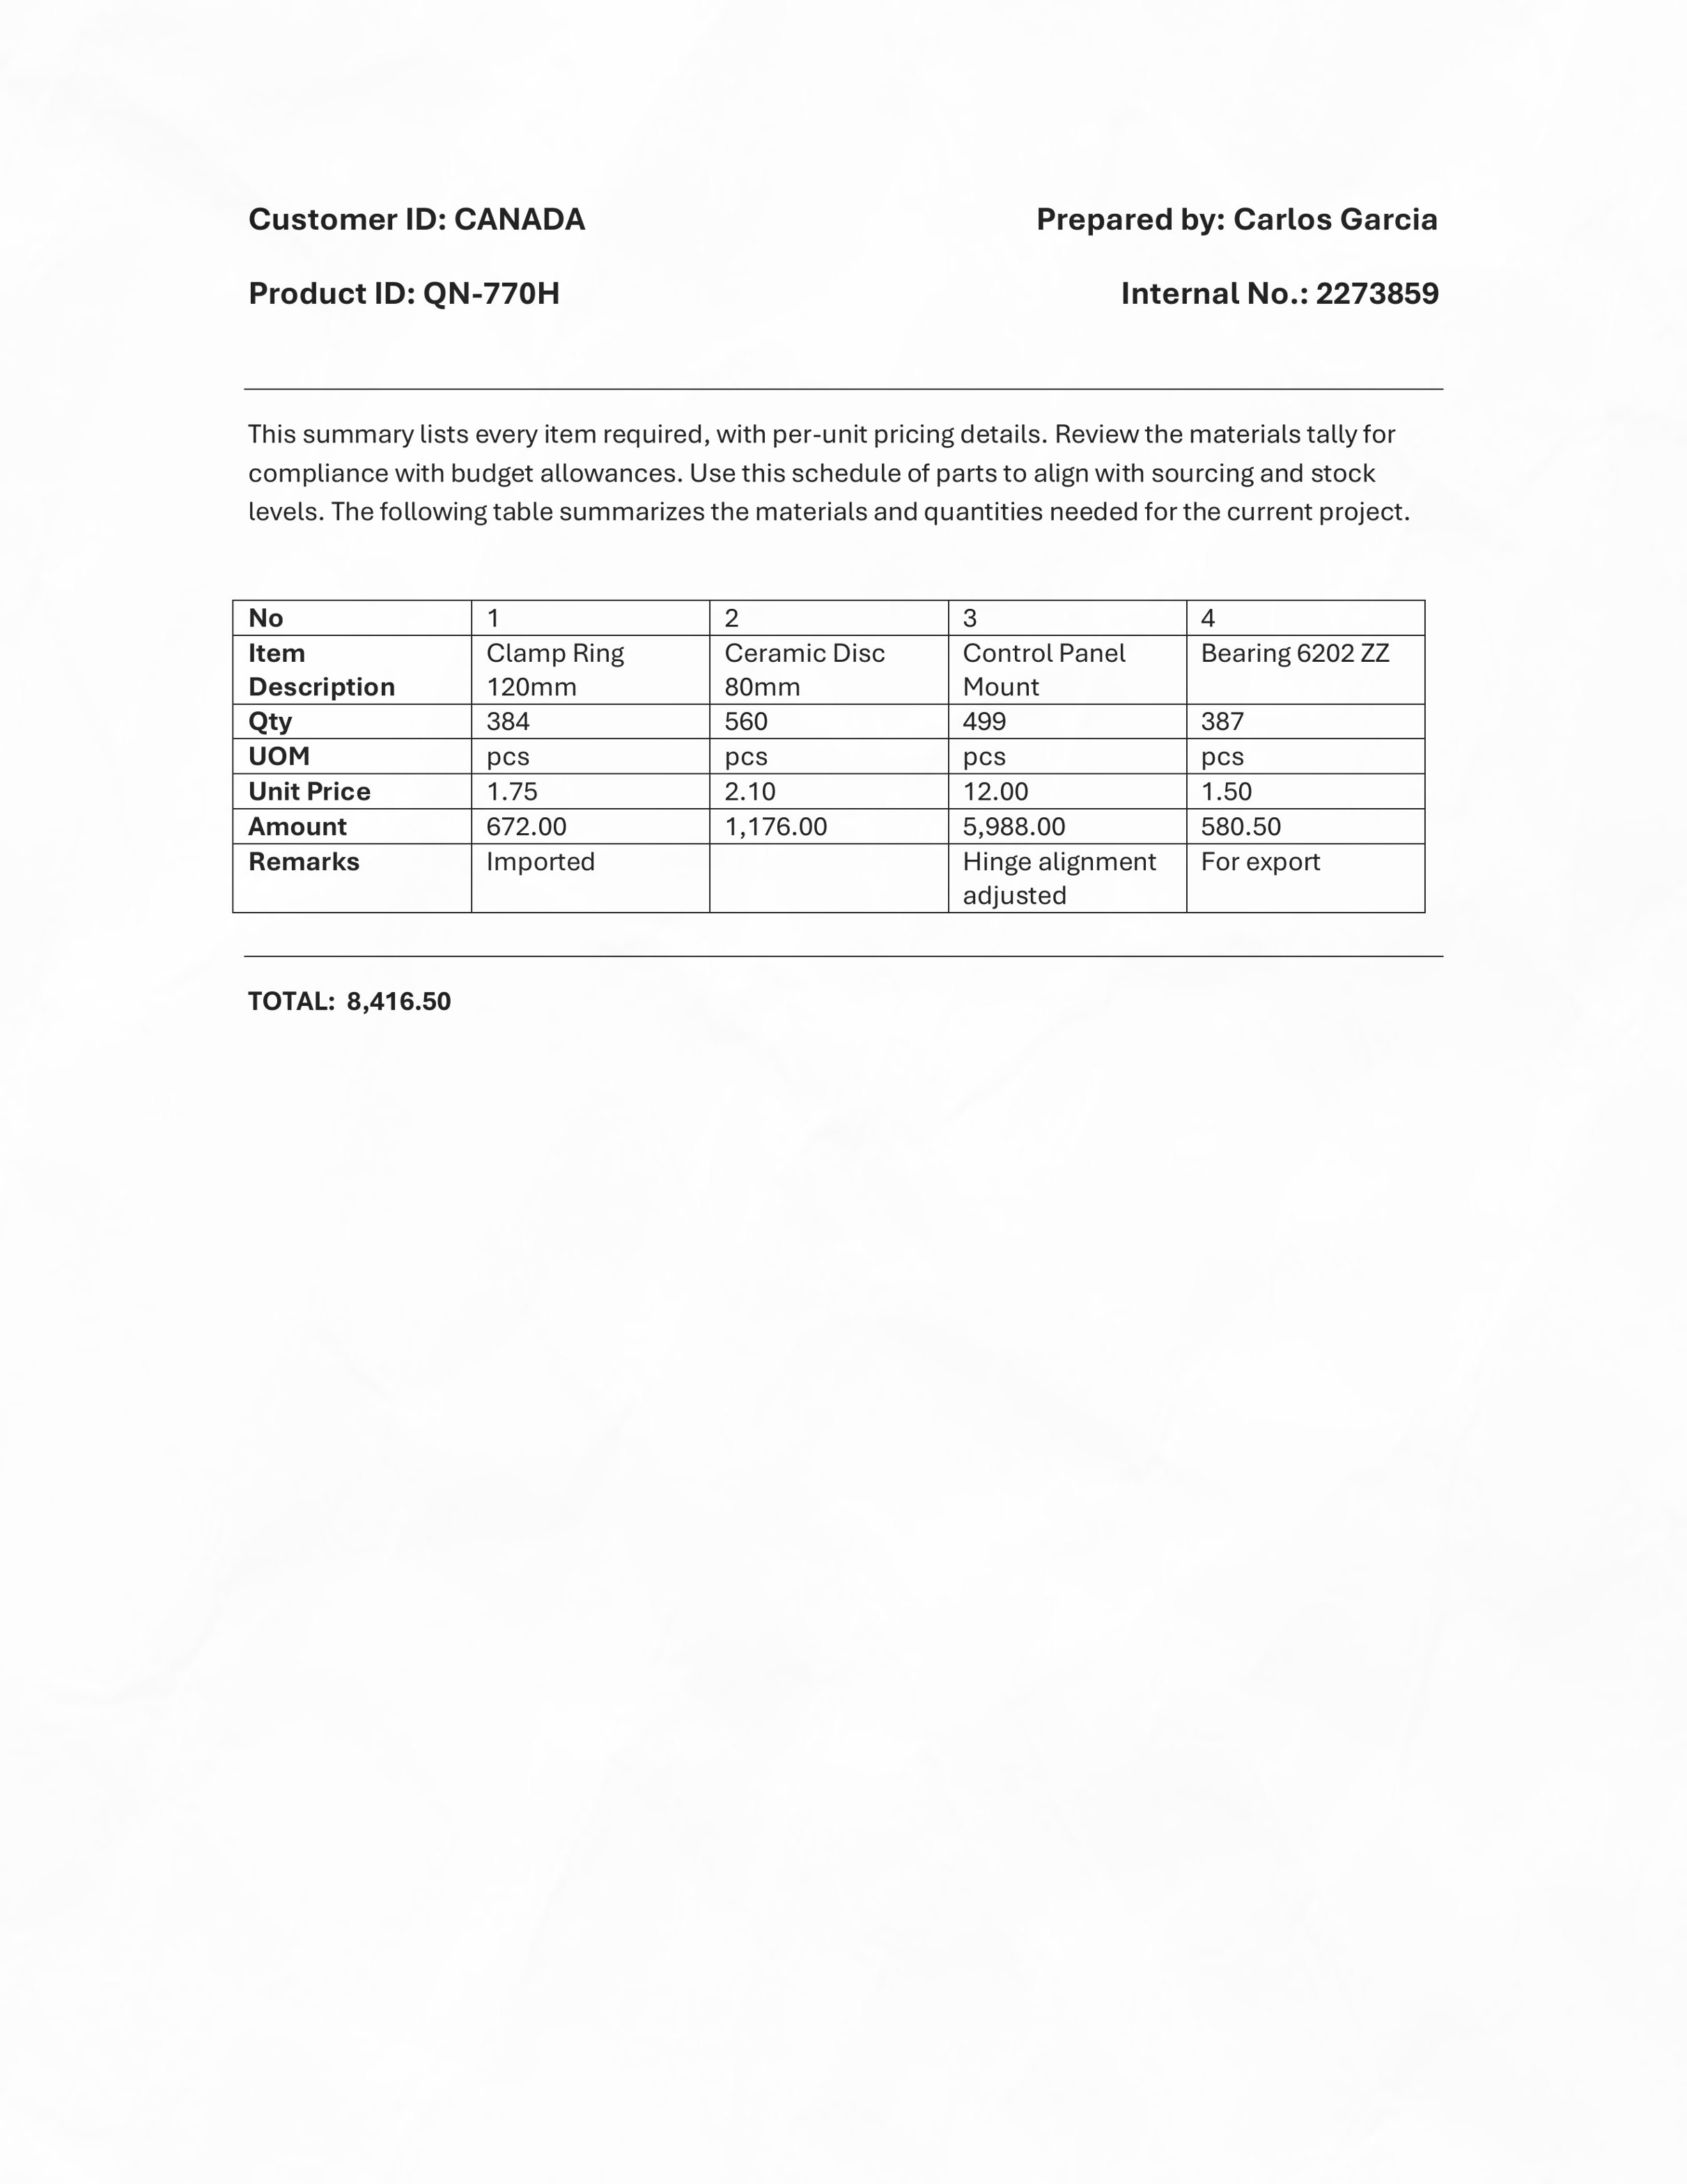 Customer ID: CANADA Prepared by: Carlos Garcia
Product ID: QN-770H Internal No.: 2273859
This summary lists every item required, with per-unit pricing details. Review the materials tally for
compliance with budget allowances. Use this schedule of parts to align with sourcing and stock
levels. The following table summarizes the materials and quantities needed for the current project.
No 1 2 3 4
Item Clamp Ring Ceramic Disc Control Panel Bearing 6202 ZZ
Description 120mm 80mm Mount
Qty 384 560 499 387
UOM pcs pcs pcs pcs
Unit Price 1.75 2.10 12.00 1.50
Amount 672.00 1,176.00 5,988.00 580.50
Remarks Imported Hinge alignment For export
adjusted
TOTAL: 8,416.50